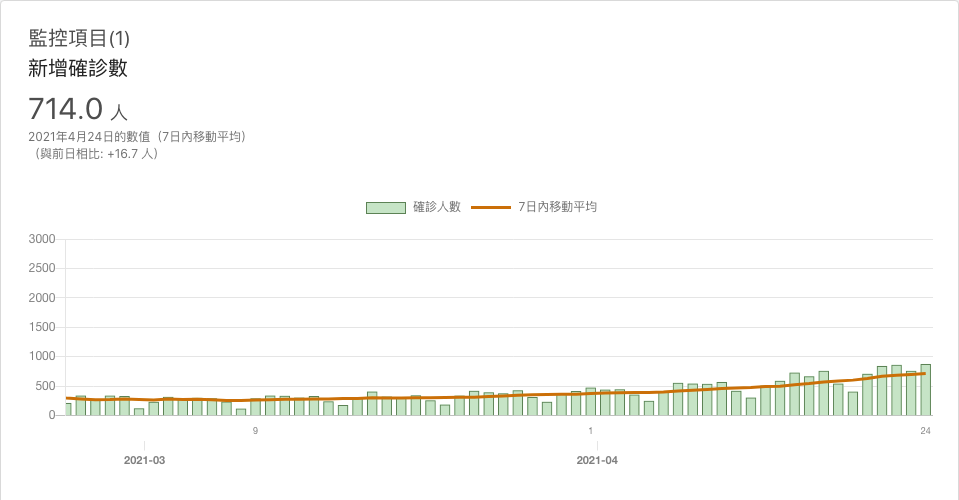 監控項目(1)
新增確診數
714.0 人
2021年4月24日的數值（7日內移動平均）
（與前日相比: +16.7 人）
確診人數 7日內移動平均
3000
2500
2000
1500
1000
500
0
9 1 24
2021-03 2021-04